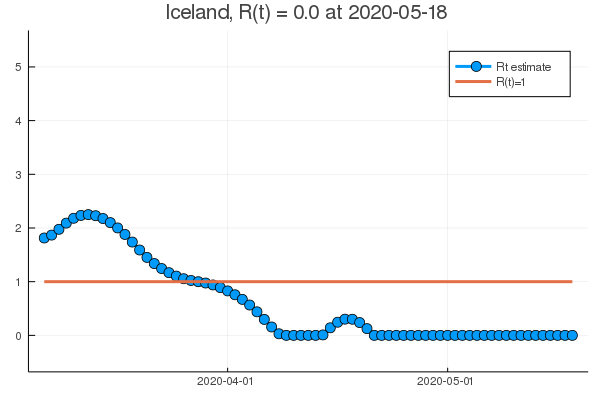 Iceland, R(t) = 0.0 at 2020-05-18
Rt estimate
R(t)=1
5
4
3
2
1
0
2020-04-01
2020-05-01